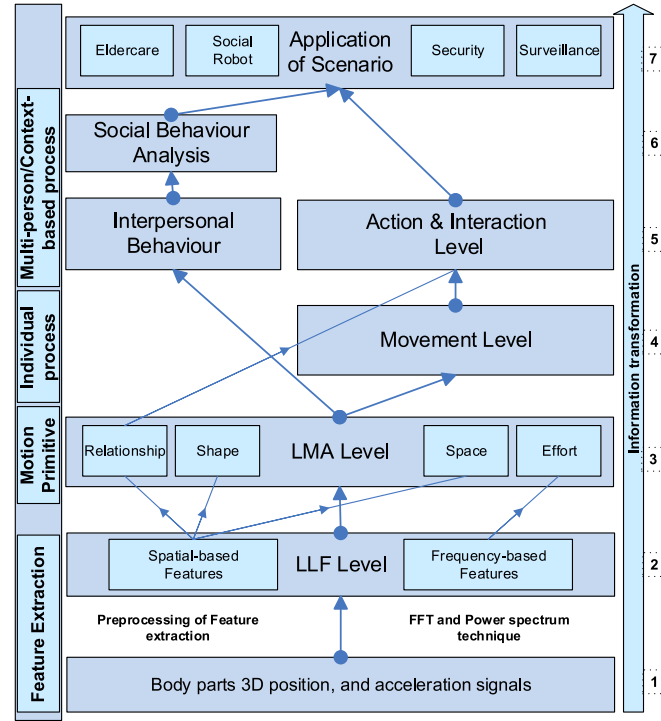 Eldercare
Social
Robot
Application
of Scenario
Security
Surveillance
7
Social Behaviour
Analysis
6
Multi-person/Context-
based process
Interpersonal
Behaviour
Action & Interaction
Level
5
Individual
process
Movement Level
4
Information transformation
Motion
Primitive
Relationship
Shape
LMA Level
Space
Effort
3
Feature Extraction
Spatial-based
Features
LLF Level
Frequency-based
Features
2
Preprocessing of Feature
extraction
FFT and Power spectrum
technique
Body parts 3D position, and acceleration signals
1